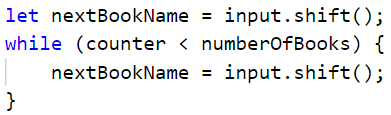 let nextBookName = input.shift();
while (counter < numberOfBooks) {
    nextBookName = input.shift();
}